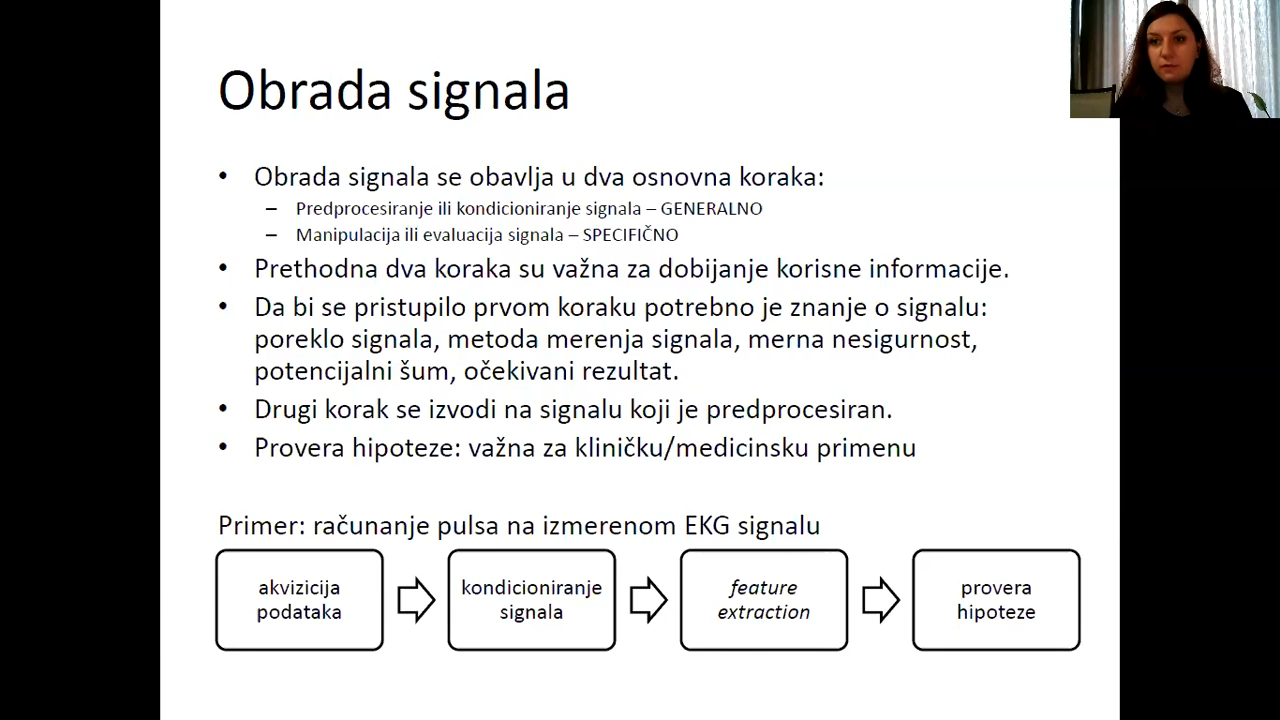 Obrada signala
• Obrada signala se obavlja u dva osnovna koraka:
– Predprocesiranje ili kondicioniranje signala – GENERALNO
– Manipulacija ili evaluacija signala – SPECIFIČNO
• Prethodna dva koraka su važna za dobijanje korisne informacije.
• Da bi se pristupilo prvom koraku potrebno je znanje o signalu:
poreklo signala, metoda merenja signala, merna nesigurnost,
potencijalni šum, očekivani rezultat.
• Drugi korak se izvodi na signalu koji je predprocesiran.
• Provera hipoteze: važna za kliničku/medicinsku primenu
Primer: računanje pulsa na izmerenom EKG signalu
akvizicija
podataka
kondicioniranje
signala
feature
extraction
provera
hipoteze